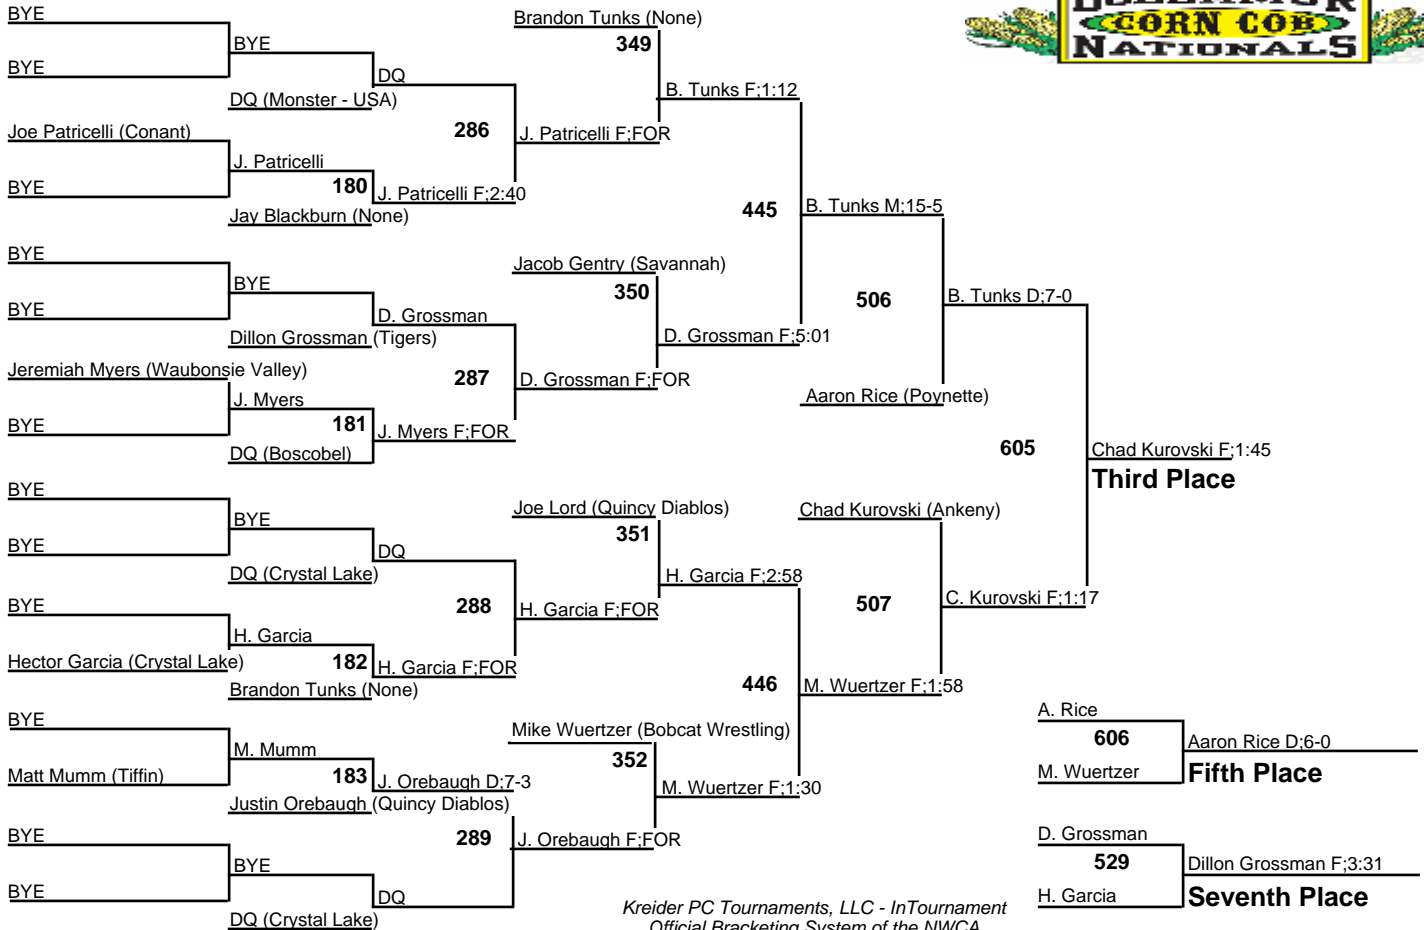 BYE
BYE
BYE
DQ (Monster - USA)
DQ
Joe Patricelli (Conant)
BYE
J. Patricelli
180
Jay Blackburn (None)
J. Patricelli F;2:40
286
J. Patricelli F;FOR
Brandon Tunks (None)
349
B. Tunks F;1:12
BYE
BYE
BYE
Dillon Grossman (Tigers)
D. Grossman
Jeremiah Myers (Waubonsie Valley)
BYE
J. Myers
181
DQ (Boscobel)
J. Myers F;FOR
287
D. Grossman F;FOR
Jacob Gentry (Savannah)
350
D. Grossman F;5:01
445
B. Tunks M;15-5
506
Aaron Rice (Poynette)
B. Tunks D;7-0
BYE
BYE
BYE
DQ (Crystal Lake)
DQ
BYE
Hector Garcia (Crystal Lake)
H. Garcia
182
Brandon Tunks (None)
H. Garcia F;FOR
288
H. Garcia F;FOR
Joe Lord (Quincy Diablos)
351
H. Garcia F;2:58
BYE
Matt Mumm (Tiffin)
M. Mumm
183
Justin Orebaugh (Quincy Diablos)
J. Orebaugh D;7-3
BYE
BYE
BYE
DQ (Crystal Lake)
DQ
289
J. Orebaugh F;FOR
Mike Wuertzer (Bobcat Wrestling)
352
M. Wuertzer F;1:30
446
M. Wuertzer F;1:58
Chad Kurovski (Ankeny)
507
C. Kurovski F;1:17
605
Chad Kurovski F;1:45
Third Place
A. Rice
606
M. Wuertzer
Aaron Rice D;6-0
Fifth Place
D. Grossman
529
H. Garcia
Dillon Grossman F;3:31
Seventh Place
CORN COB
NATIONALS
Kreider PC Tournaments, LLC - InTournament
Official Bracketing System of the NWCA